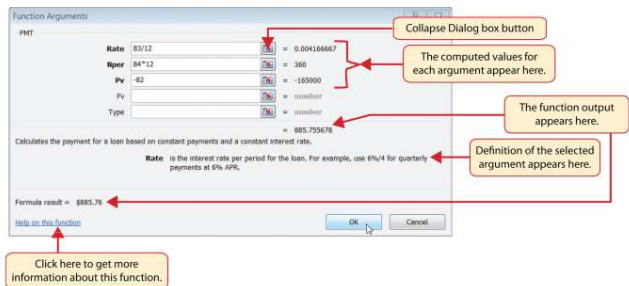 Function Arguments
Collapse Dialog box button
PMT
Rate B3/12 = 0.004166667
Nper B4*12 = 360
Pv -B2 = -165000
Fv = number
Type = number
The computed values for
each argument appear here.
= 885.755678
The function output
appears here.
Calculates the payment for a loan based on constant payments and a constant interest rate.
Rate is the interest rate per period for the loan. For example, use 6%/4 for quarterly
payments at 6% APR.
Definition of the selected
argument appears here.
Formula result = $885.76
Help on this function
OK
Cancel
Click here to get more
information about this function.